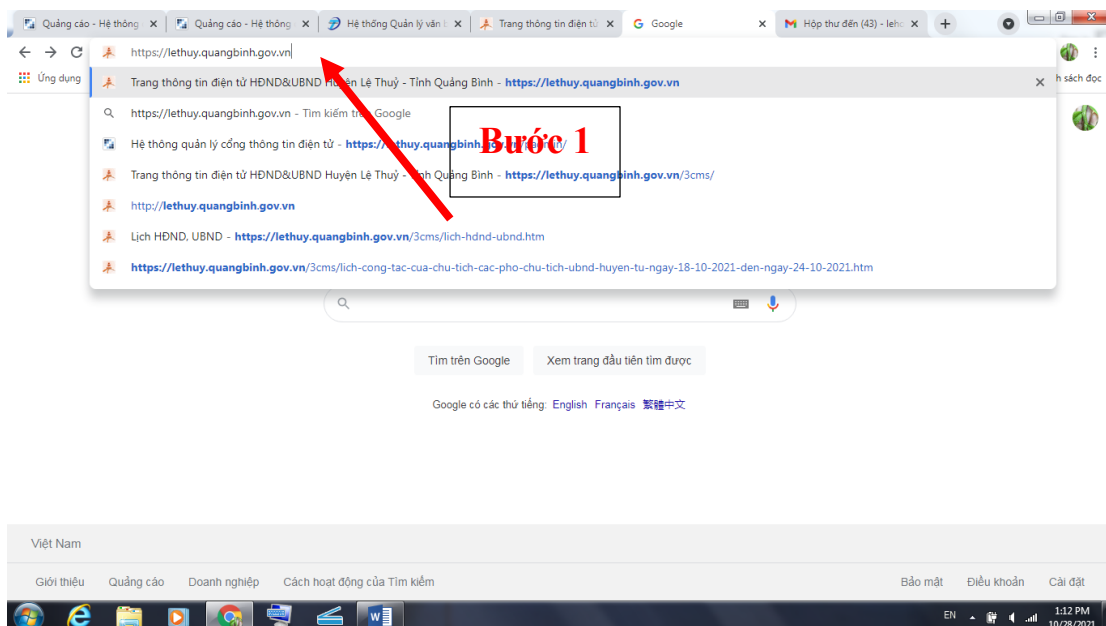 Quảng cáo - Hệ thống
Quảng cáo - Hệ thống
Hệ thống Quản lý văn b
Trang thông tin điện tử
Google
Hộp thư đến (43) - leho
https://lethuy.quangbinh.gov.vn
Ứng dụng
Trang thông tin điện tử HĐND&UBND Huyện Lệ Thuỷ - Tỉnh Quảng Bình - https://lethuy.quangbinh.gov.vn
h sách đọc
https://lethuy.quangbinh.gov.vn - Tìm kiếm trên Google
Bước 1
Hệ thống quản lý cổng thông tin điện tử - https://lethuy.quangbinh.gov.vn/padmin/
Trang thông tin điện tử HĐND&UBND Huyện Lệ Thuỷ - Tỉnh Quảng Bình - https://lethuy.quangbinh.gov.vn/3cms/
http://lethuy.quangbinh.gov.vn
Lịch HĐND, UBND - https://lethuy.quangbinh.gov.vn/3cms/lich-hdnd-ubnd.htm
https://lethuy.quangbinh.gov.vn/3cms/lich-cong-tac-cua-chu-tich-cac-pho-chu-tich-ubnd-huyen-tu-ngay-18-10-2021-den-ngay-24-10-2021.htm
Tìm trên Google
Xem trang đầu tiên tìm được
Google có các thứ tiếng: English Français 繁體中文
Việt Nam
Giới thiệu Quảng cáo Doanh nghiệp Cách hoạt động của Tìm kiếm Bảo mật Điều khoản Cài đặt
EN
1:12 PM
10/28/2021